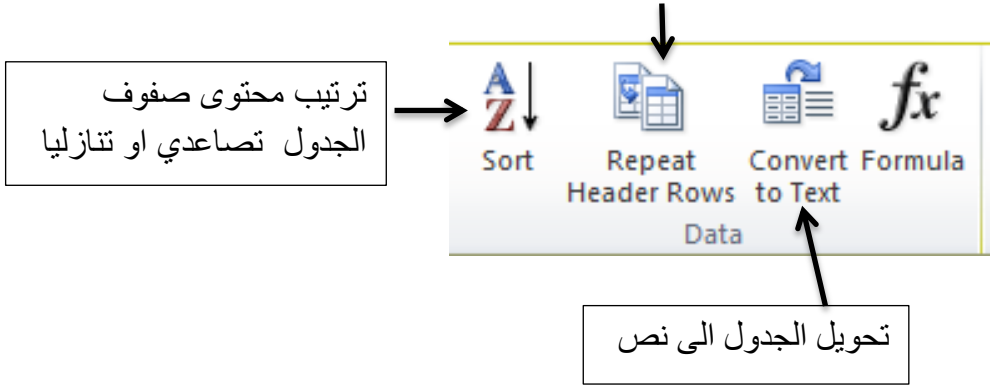 ترتيب محتوى صفوف
الجدول تصاعدي او تنازليا
A
Z
fx
Sort
Repeat
Header Rows
Convert
to Text
Formula
Data
تحويل الجدول الى نص